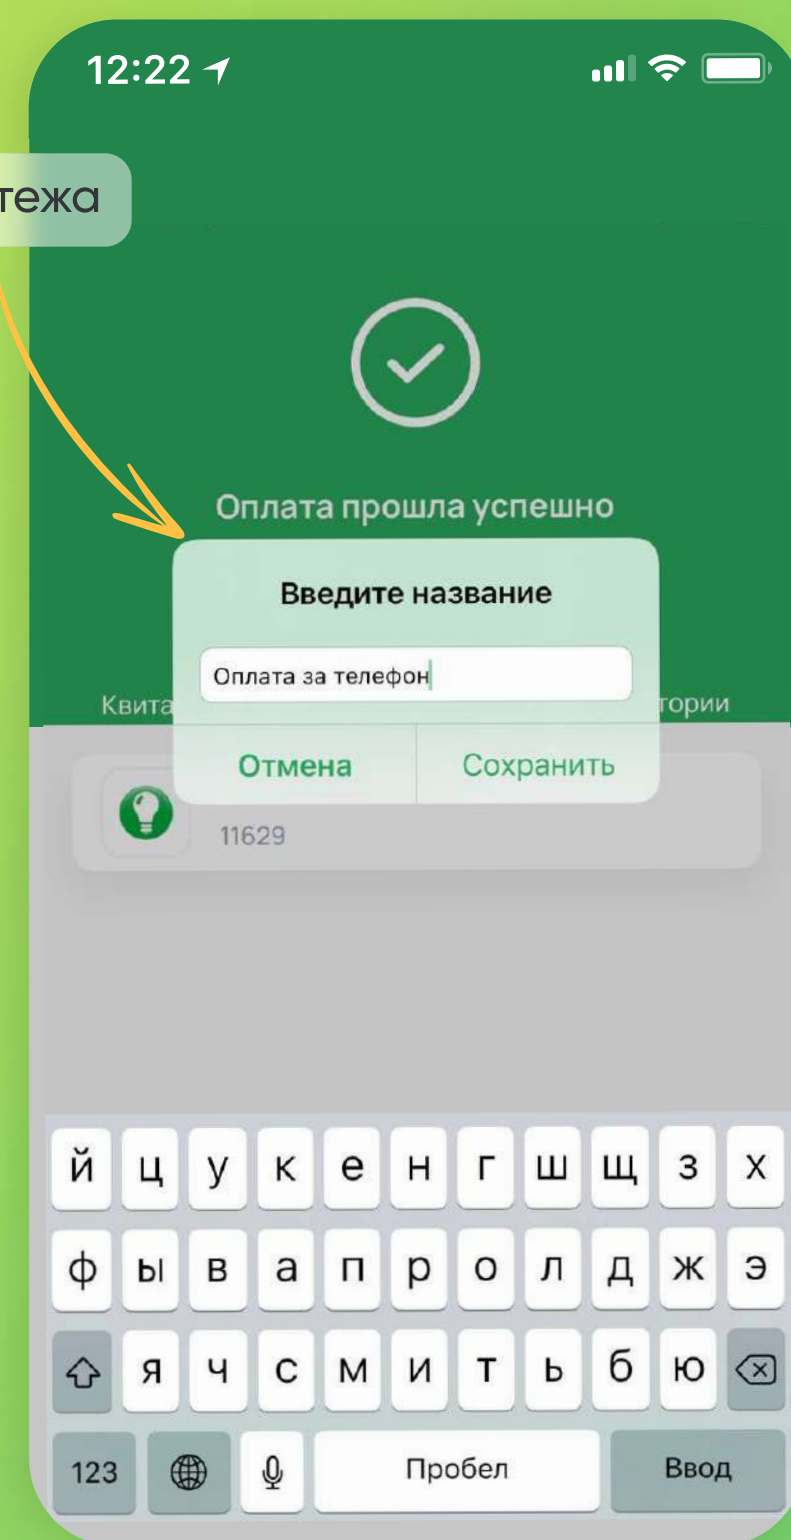 12:22
тежа
Оплата прошла успешно
Введите название
Оплата за телефон
Квита тории
Отмена Сохранить
11629
й ц у к е н г ш щ з х
ф ы в а п р о л д ж э
я ч с м и т ь б ю
123 Пробел Ввод